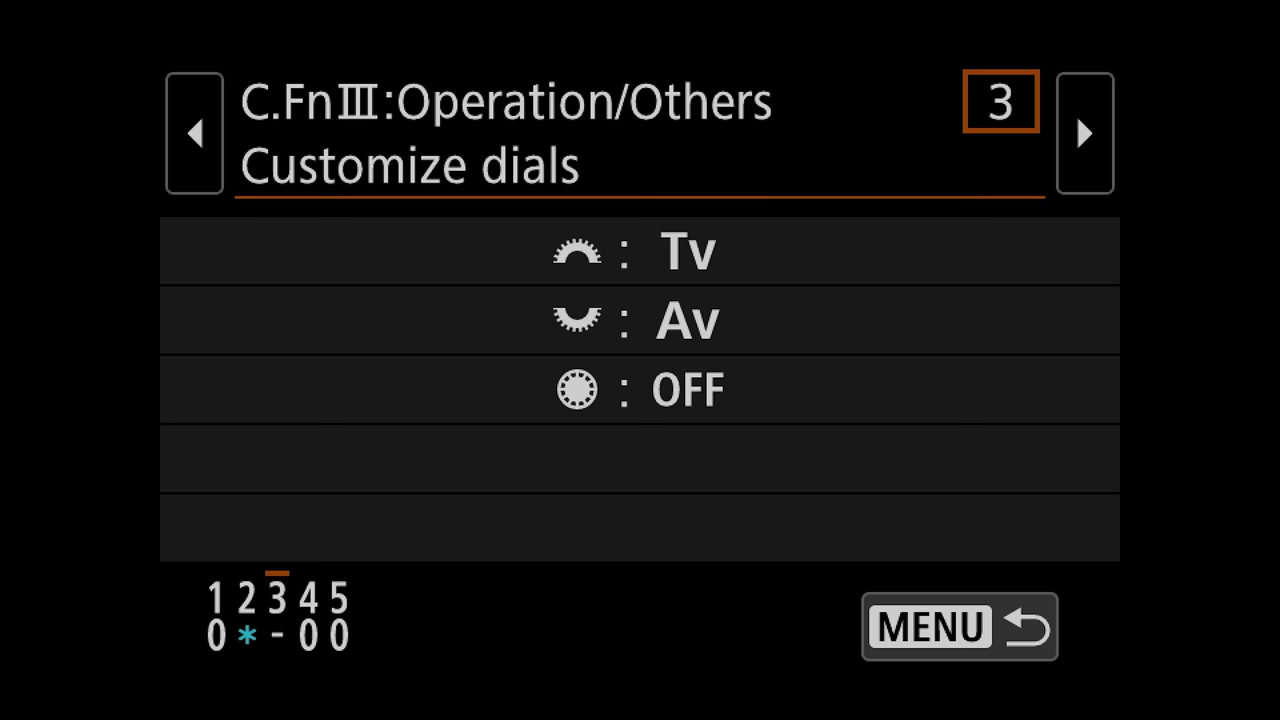 C.FnⅢ:Operation/Others 3
Customize dials
: Tv
: Av
: OFF
1 2 3 4 5
0 * - 0 0
MENU